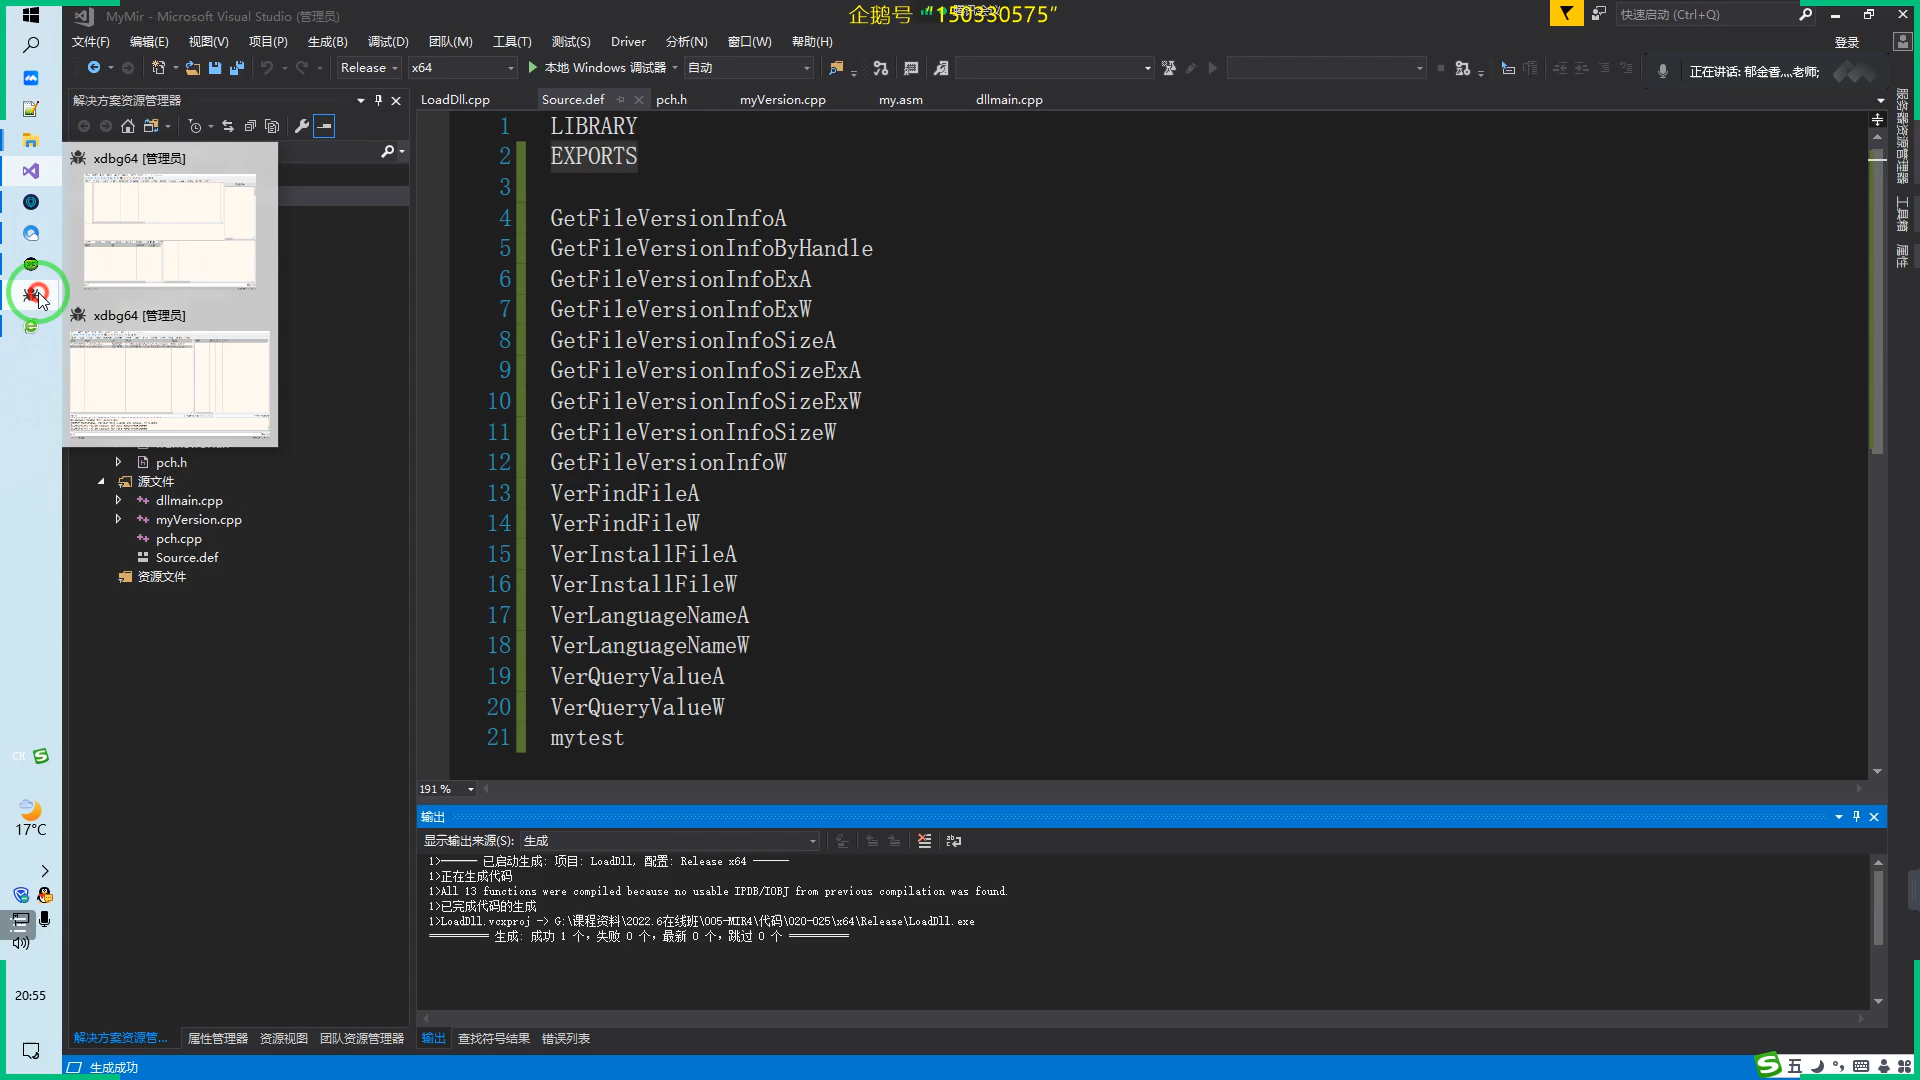 MyMir - Microsoft Visual Studio (管理员)
企鹅号 “150330575”
快速启动 (Ctrl+Q)
文件(F) 编辑(E) 视图(V) 项目(P) 生成(B) 调试(D) 团队(M) 工具(T) 测试(S) Driver 分析(N) 窗口(W) 帮助(H)
登录
Release x64 本地 Windows 调试器 自动
正在讲话: 郁金香灬老师;
解决方案资源管理器
LoadDll.cpp Source.def pch.h myVersion.cpp my.asm dllmain.cpp
xdbg64 [管理员]
xdbg64 [管理员]
pch.h
源文件
dllmain.cpp
myVersion.cpp
pch.cpp
Source.def
资源文件
1 LIBRARY
2 EXPORTS
3
4 GetFileVersionInfoA
5 GetFileVersionInfoByHandle
6 GetFileVersionInfoExA
7 GetFileVersionInfoExW
8 GetFileVersionInfoSizeA
9 GetFileVersionInfoSizeExA
10 GetFileVersionInfoSizeExW
11 GetFileVersionInfoSizeW
12 GetFileVersionInfoW
13 VerFindFileA
14 VerFindFileW
15 VerInstallFileA
16 VerInstallFileW
17 VerLanguageNameA
18 VerLanguageNameW
19 VerQueryValueA
20 VerQueryValueW
21 mytest
服务器资源管理器
工具箱
属性
191 %
输出
显示输出来源(S): 生成
1>—— 已启动生成: 项目: LoadDll, 配置: Release x64 ——
1>正在生成代码
1>All 13 functions were compiled because no usable IPDB/IOBJ from previous compilation was found.
1>已完成代码的生成
1>LoadDll.vcxproj -> G:\课程资料\2022.6在线班\005-MIR4\代码\020-025\x64\Release\LoadDll.exe
========== 生成: 成功 1 个，失败 0 个，最新 0 个，跳过 0 个 ==========
解决方案资源管... 属性管理器 资源视图 团队资源管理器
输出 查找符号结果 错误列表
生成成功
CH
17°C
20:55
五